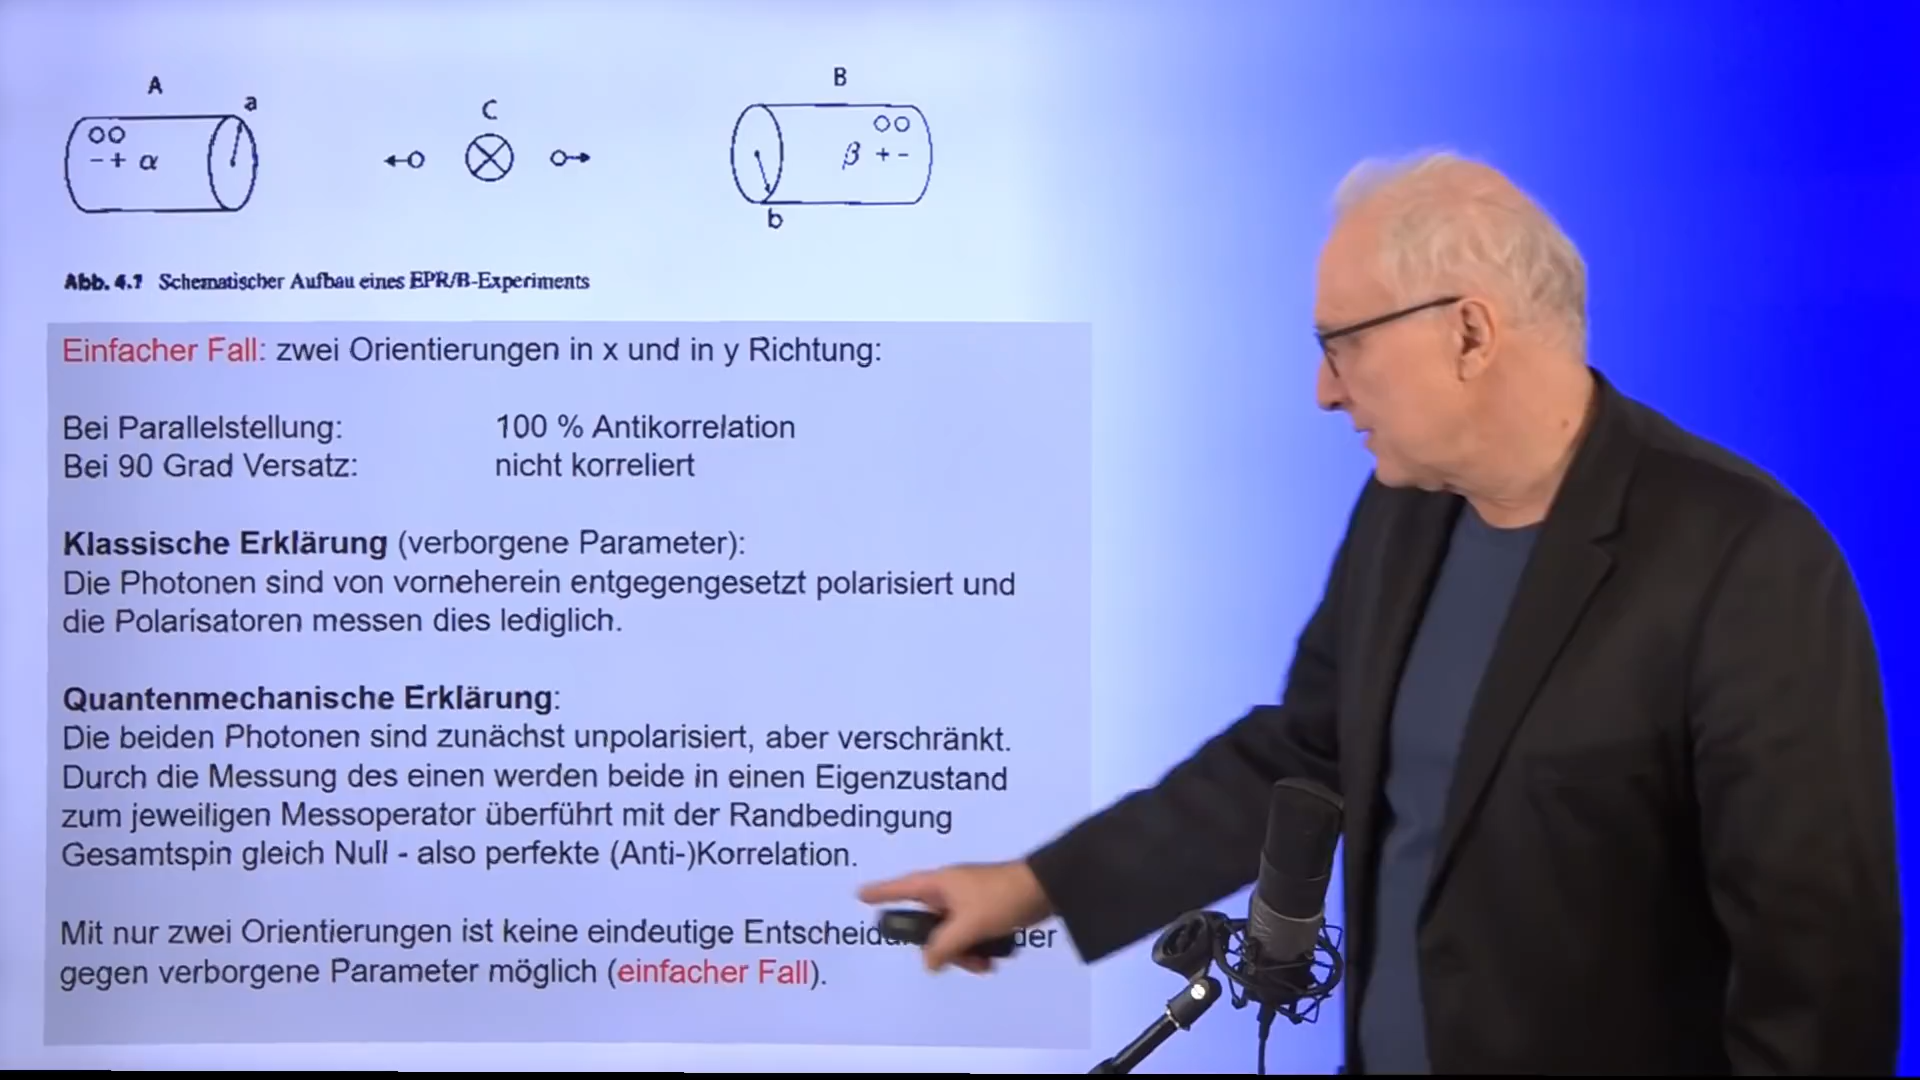 A
a
- + α
C
B
β + -
b
Abb. 4.1 Schematischer Aufbau eines EPR/B-Experiments
Einfacher Fall: zwei Orientierungen in x und in y Richtung:
Bei Parallelstellung: 100 % Antikorrelation
Bei 90 Grad Versatz: nicht korreliert
Klassische Erklärung (verborgene Parameter):
Die Photonen sind von vorneherein entgegengesetzt polarisiert und
die Polarisatoren messen dies lediglich.
Quantenmechanische Erklärung:
Die beiden Photonen sind zunächst unpolarisiert, aber verschränkt.
Durch die Messung des einen werden beide in einen Eigenzustand
zum jeweiligen Messoperator überführt mit der Randbedingung
Gesamtspin gleich Null - also perfekte (Anti-)Korrelation.
Mit nur zwei Orientierungen ist keine eindeutige
gegen verborgene Parameter möglich (einfacher Fall).